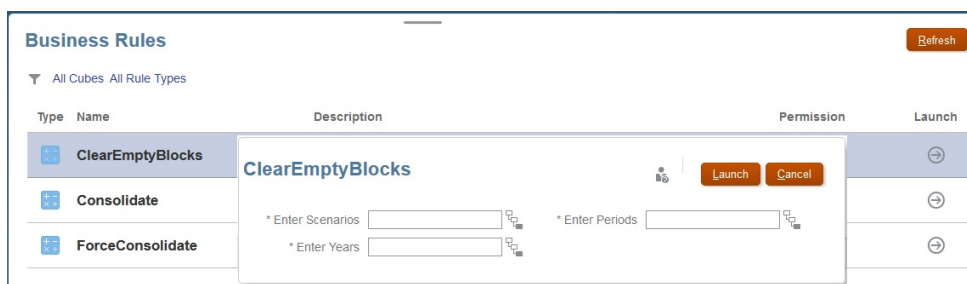 Business Rules
Refresh
All Cubes All Rule Types
Type Name Description Permission Launch
ClearEmptyBlocks
ClearEmptyBlocks
Launch Cancel
Consolidate
* Enter Scenarios * Enter Periods
ForceConsolidate
* Enter Years